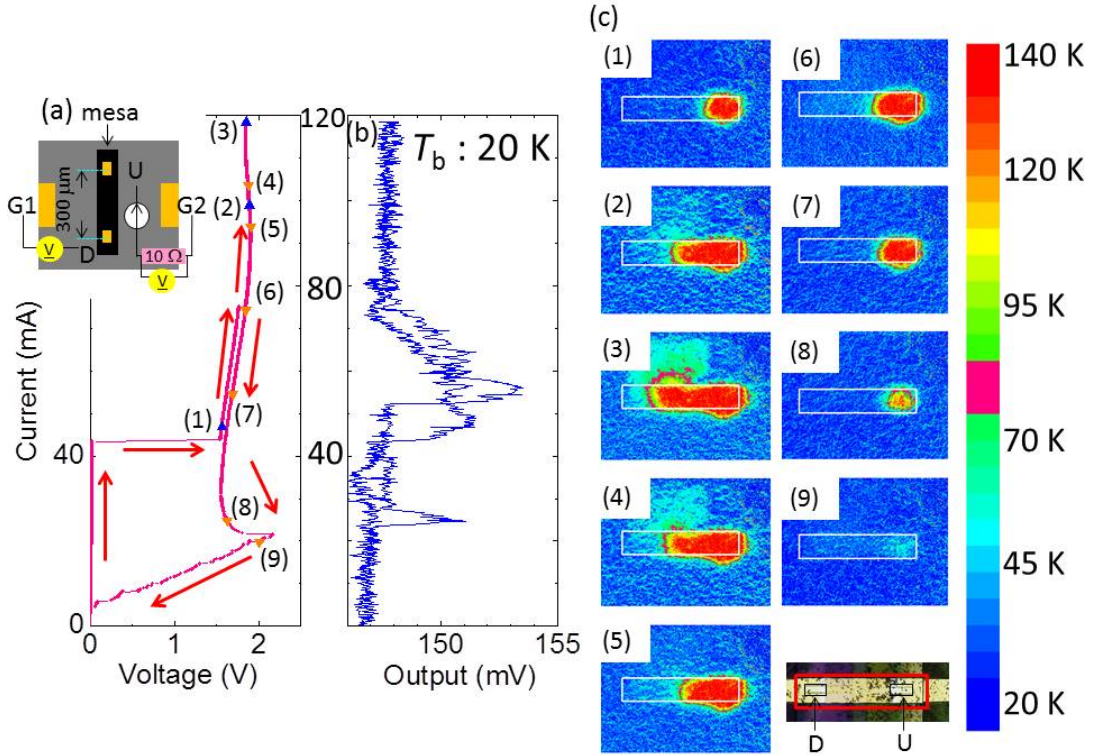 (a)
mesa
U
300 μm
G1
G2
V
D
10 Ω
V
(3)
(4)
(2)
(5)
(6)
(1)
(7)
(8)
(9)
Current (mA)
40
0
0
1
2
Voltage (V)
(b)
T_b : 20 K
120
80
40
0
150
155
Output (mV)
(c)
(1)
(6)
(2)
(7)
(3)
(8)
(4)
(9)
(5)
D
U
140 K
120 K
95 K
70 K
45 K
20 K